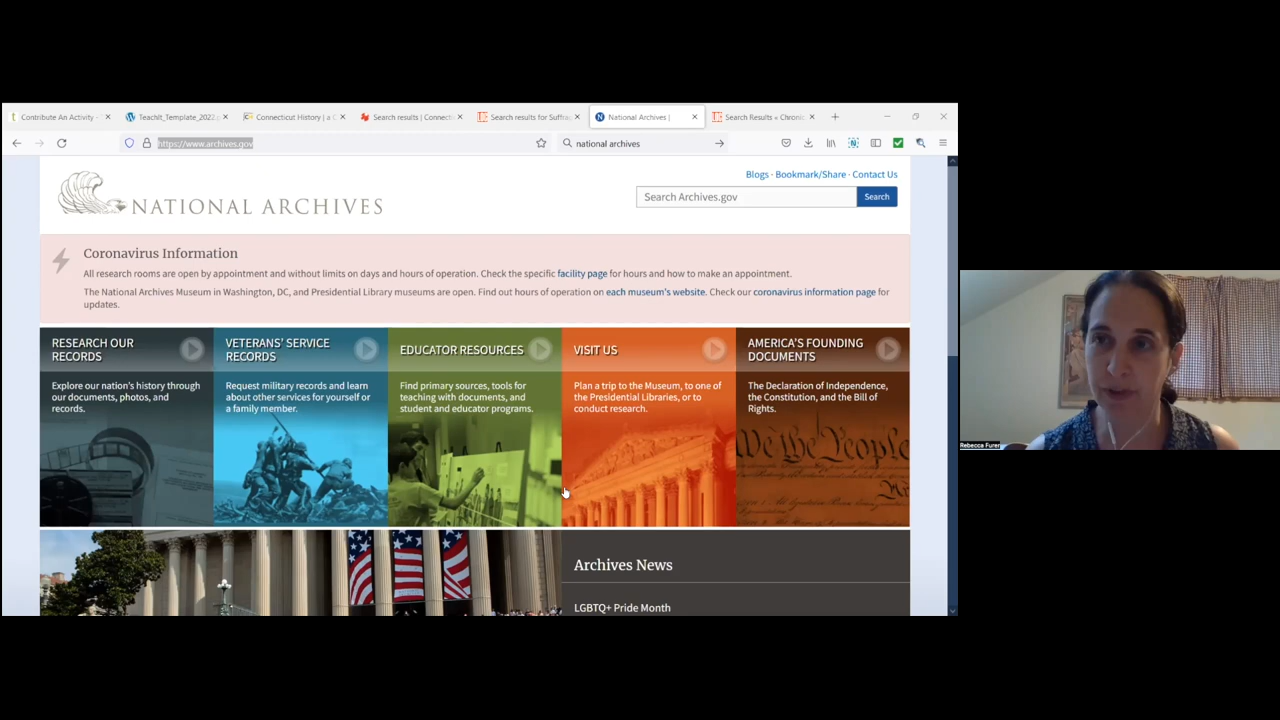 Contribute An Activity -
TeachIt_Template_2022.
Connecticut History | a C
Search results | Connecti
Search results for Suffra
National Archives |
Search Results « Chronic
https://www.archives.gov
national archives
Blogs · Bookmark/Share · Contact Us
NATIONAL ARCHIVES
Search Archives.gov
Search
Coronavirus Information
All research rooms are open by appointment and without limits on days and hours of operation. Check the specific facility page for hours and how to make an appointment.
The National Archives Museum in Washington, DC, and Presidential Library museums are open. Find out hours of operation on each museum's website. Check our coronavirus information page for
updates.
RESEARCH OUR
RECORDS
Explore our nation's history through
our documents, photos, and
records.
VETERANS' SERVICE
RECORDS
Request military records and learn
about other services for yourself or
a family member.
EDUCATOR RESOURCES
Find primary sources, tools for
teaching with documents, and
student and educator programs.
VISIT US
Plan a trip to the Museum, to one of
the Presidential Libraries, or to
conduct research.
AMERICA'S FOUNDING
DOCUMENTS
The Declaration of Independence,
the Constitution, and the Bill of
Rights.
We the People
Archives News
LGBTQ+ Pride Month
Rebecca Furer